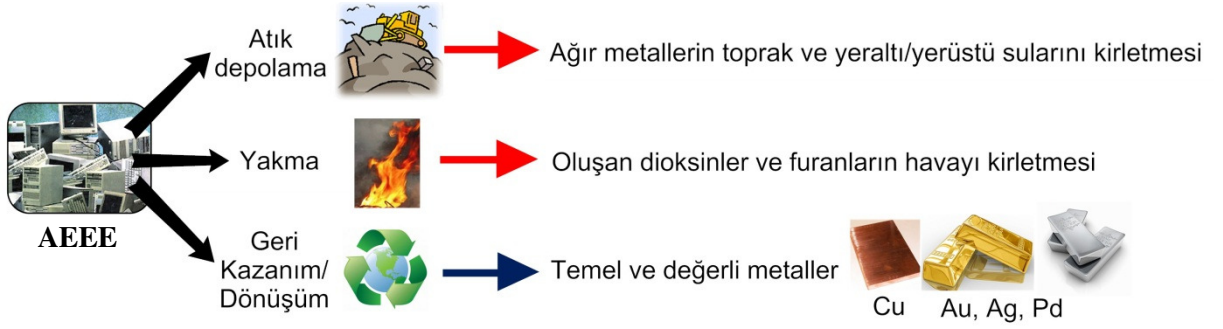 Atık
depolama
Ağır metallerin toprak ve yeraltı/yerüstü sularını kirletmesi
AEEE
Yakma
Oluşan dioksinler ve furanların havayı kirletmesi
Geri
Kazanım/
Dönüşüm
Temel ve değerli metaller
Cu
Au, Ag, Pd